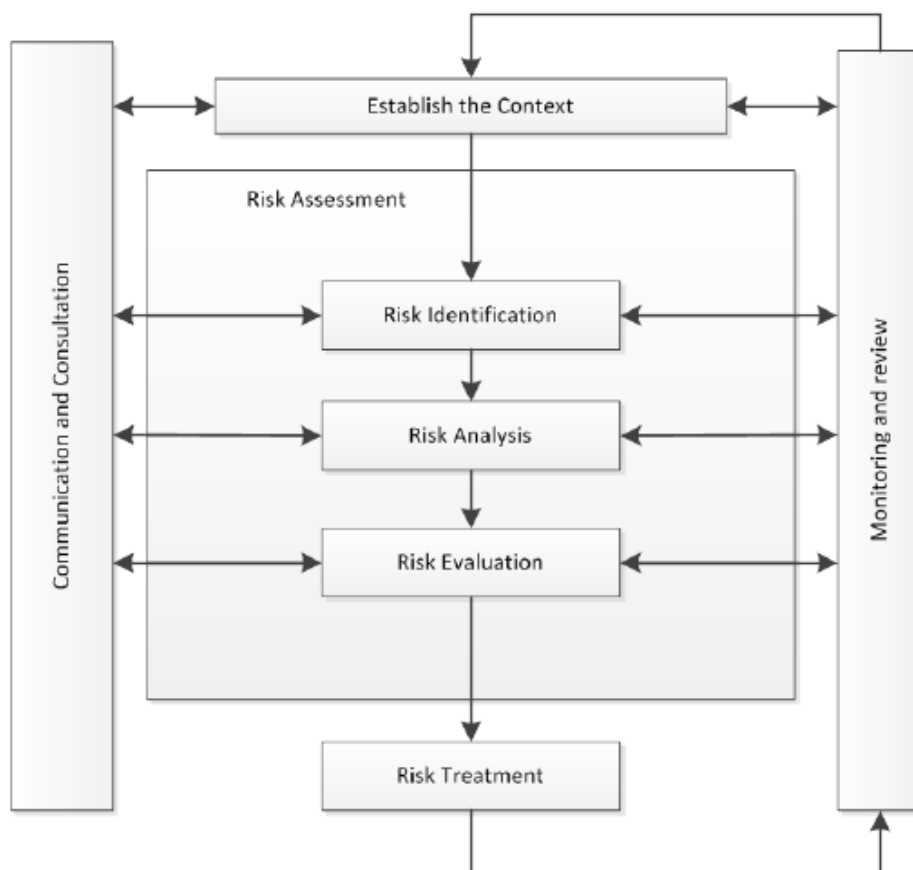 Establish the Context
Risk Assessment
Risk Identification
Risk Analysis
Risk Evaluation
Risk Treatment
Communication and Consultation
Monitoring and review